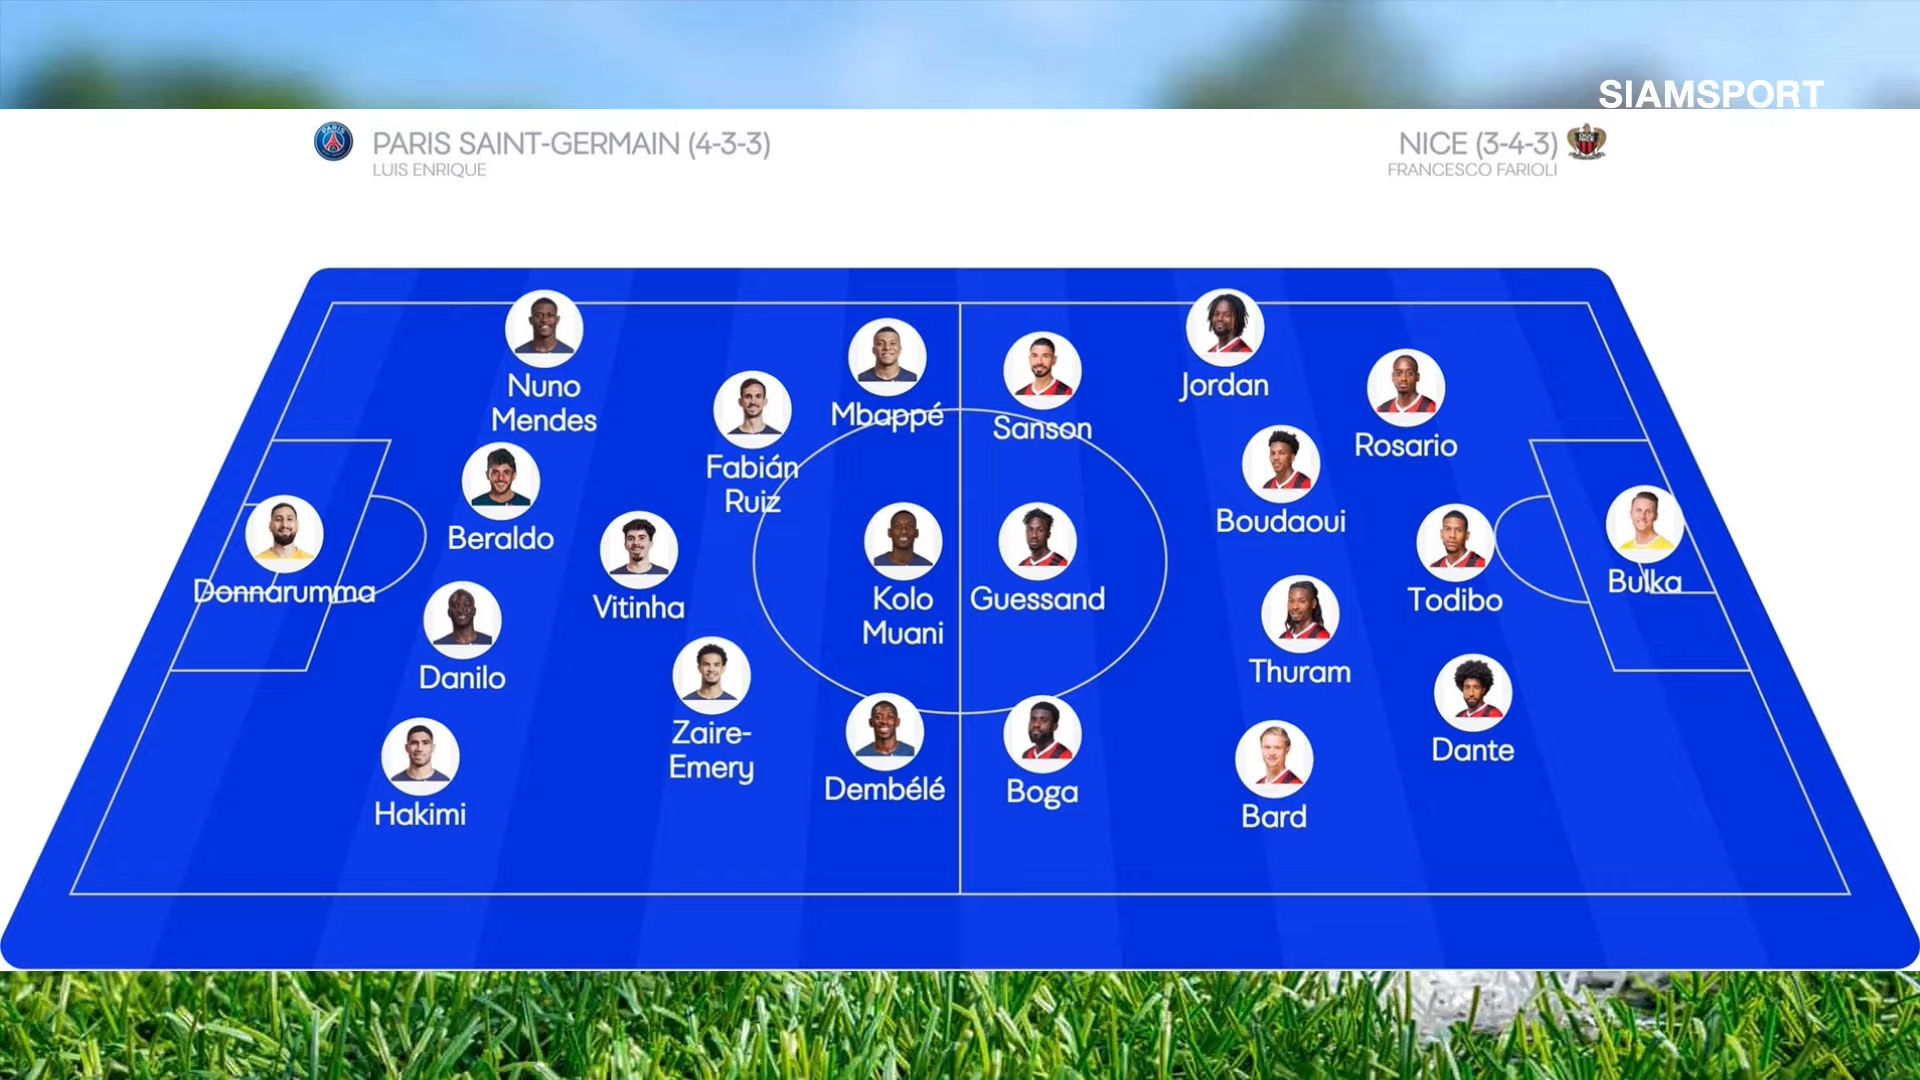 SIAMSPORT
PARIS SAINT-GERMAIN (4-3-3)
LUIS ENRIQUE
NICE (3-4-3)
FRANCESCO FARIOLI
Nuno
Mendes
Beraldo
Donnarumma
Danilo
Hakimi
Fabián
Ruiz
Vitinha
Zaire-
Emery
Mbappé
Kolo
Muani
Dembélé
Sanson
Guessand
Boga
Jordan
Boudaoui
Thuram
Bard
Rosario
Todibo
Dante
Bulka